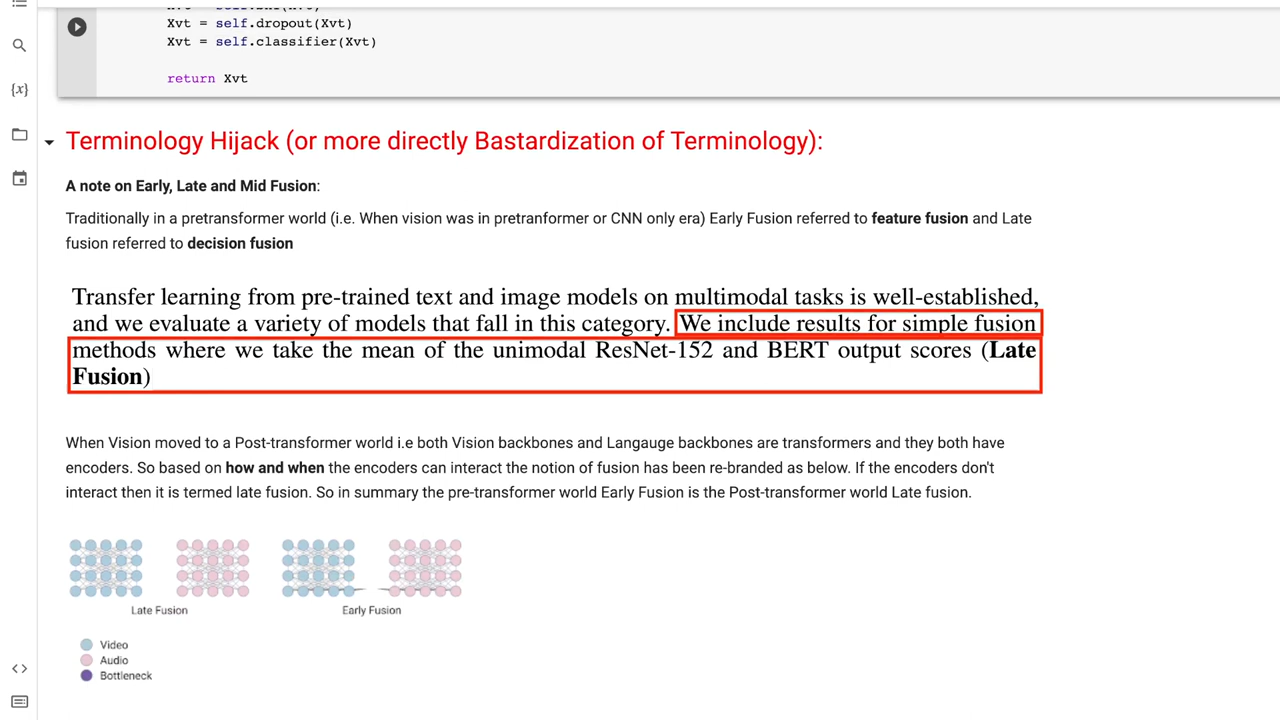 Xvt = self.dropout(Xvt)
Xvt = self.classifier(Xvt)
return Xvt
{x}
Terminology Hijack (or more directly Bastardization of Terminology):
A note on Early, Late and Mid Fusion:
Traditionally in a pretransformer world (i.e. When vision was in pretranformer or CNN only era) Early Fusion referred to feature fusion and Late
fusion referred to decision fusion
Transfer learning from pre-trained text and image models on multimodal tasks is well-established,
and we evaluate a variety of models that fall in this category. We include results for simple fusion
methods where we take the mean of the unimodal ResNet-152 and BERT output scores (Late
Fusion)
When Vision moved to a Post-transformer world i.e both Vision backbones and Langauge backbones are transformers and they both have
encoders. So based on how and when the encoders can interact the notion of fusion has been re-branded as below. If the encoders don't
interact then it is termed late fusion. So in summary the pre-transformer world Early Fusion is the Post-transformer world Late fusion.
Late Fusion
Early Fusion
Video
Audio
Bottleneck